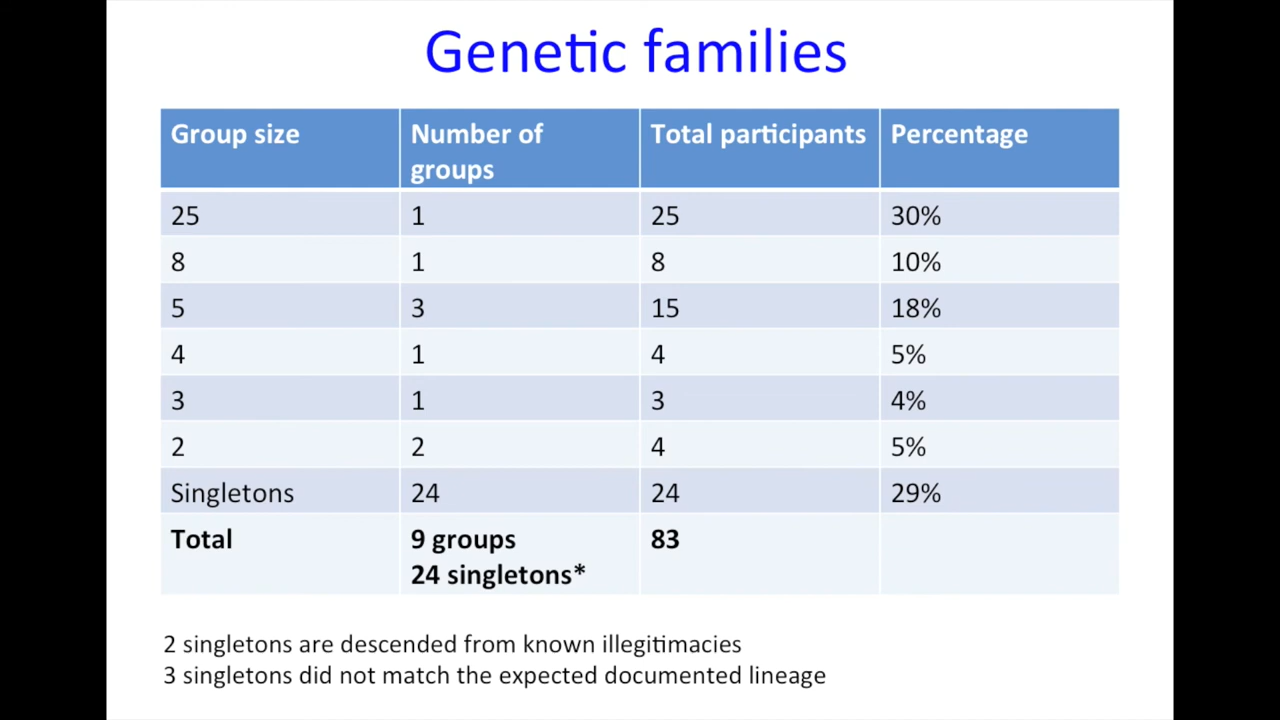 Genetic families
Group size Number of groups Total participants Percentage
25 1 25 30%
8 1 8 10%
5 3 15 18%
4 1 4 5%
3 1 3 4%
2 2 4 5%
Singletons 24 24 29%
Total 9 groups 83
24 singletons*
2 singletons are descended from known illegitimacies
3 singletons did not match the expected documented lineage